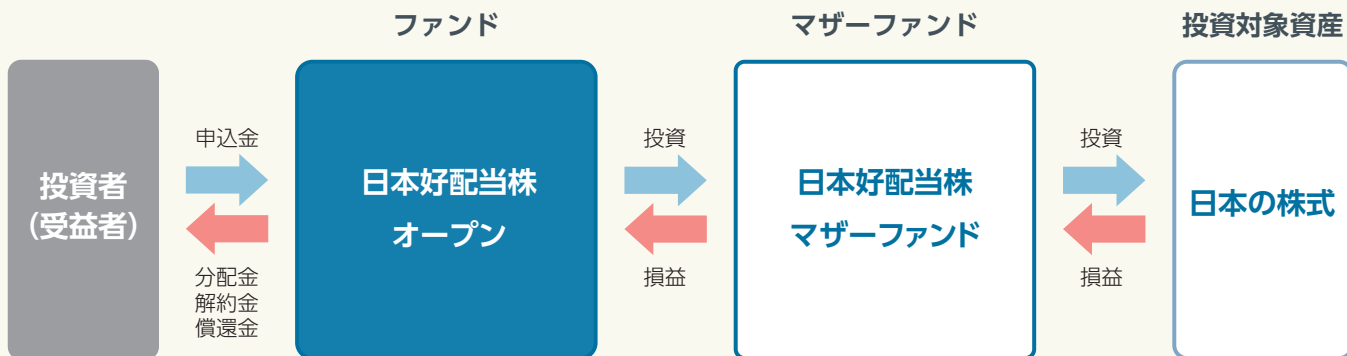 ファンド
マザーファンド
投資対象資産
投資者
(受益者)
申込金
分配金
解約金
償還金
日本好配当株
オープン
投資
損益
日本好配当株
マザーファンド
投資
損益
日本の株式